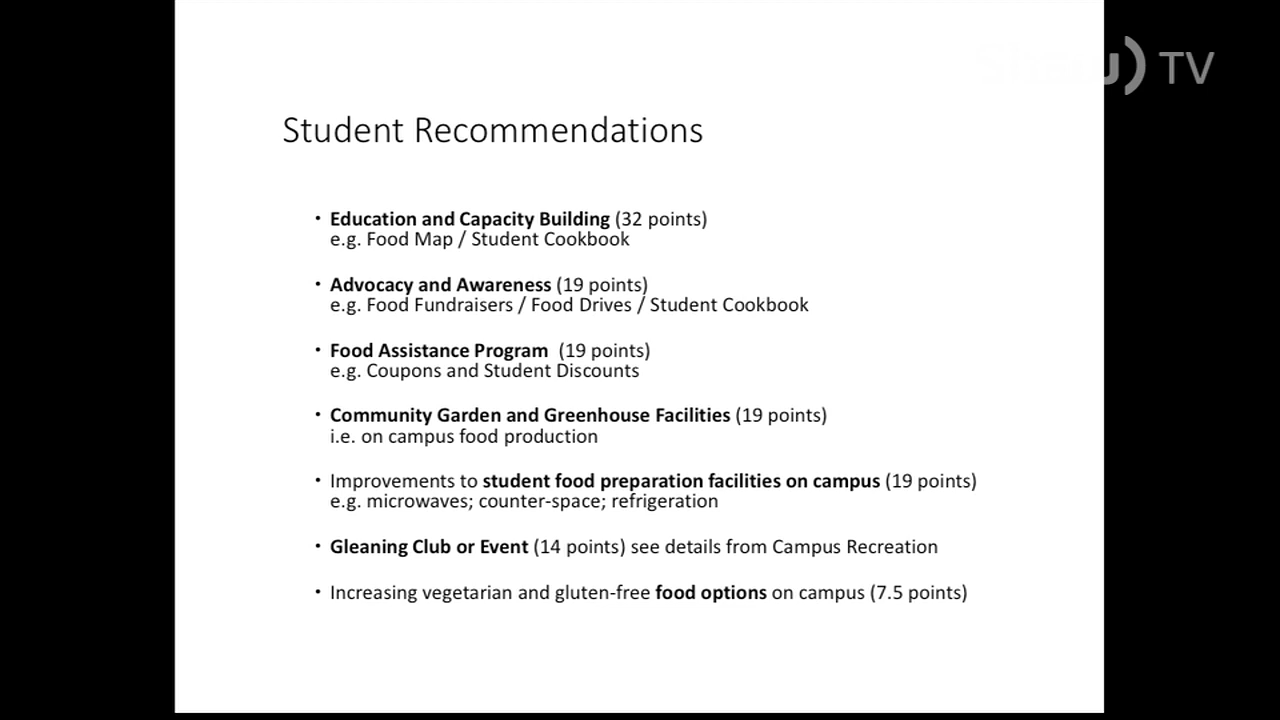 TV
Student Recommendations
• Education and Capacity Building (32 points)
e.g. Food Map / Student Cookbook
• Advocacy and Awareness (19 points)
e.g. Food Fundraisers / Food Drives / Student Cookbook
• Food Assistance Program  (19 points)
e.g. Coupons and Student Discounts
• Community Garden and Greenhouse Facilities (19 points)
i.e. on campus food production
• Improvements to student food preparation facilities on campus (19 points)
e.g. microwaves; counter-space; refrigeration
• Gleaning Club or Event (14 points) see details from Campus Recreation
• Increasing vegetarian and gluten-free food options on campus (7.5 points)